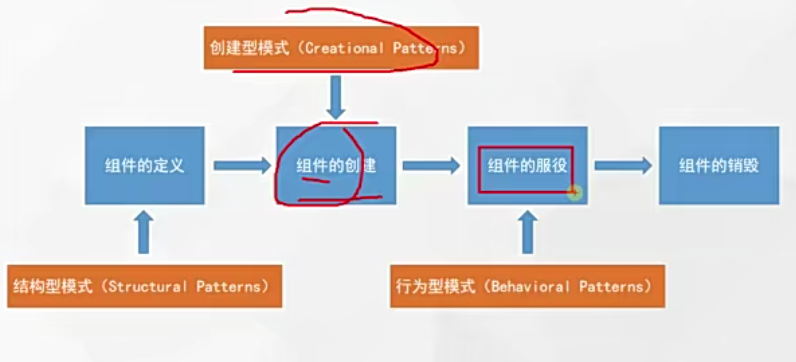 创建型模式（Creational Patterns）
组件的定义
组件的创建
组件的服役
组件的销毁
结构型模式（Structural Patterns）
行为型模式（Behavioral Patterns）